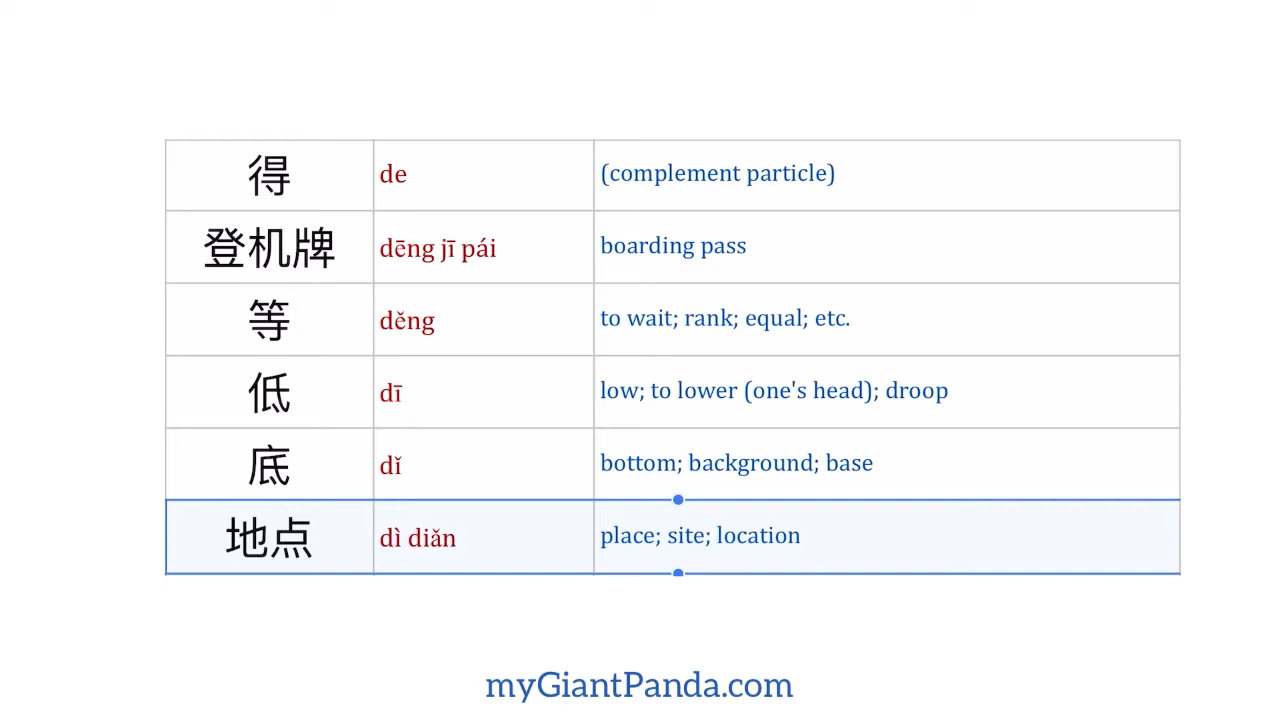 得 de (complement particle)
登机牌 dēng jī pái boarding pass
等 děng to wait; rank; equal; etc.
低 dī low; to lower (one's head); droop
底 dǐ bottom; background; base
地点 dì diǎn place; site; location
myGiantPanda.com